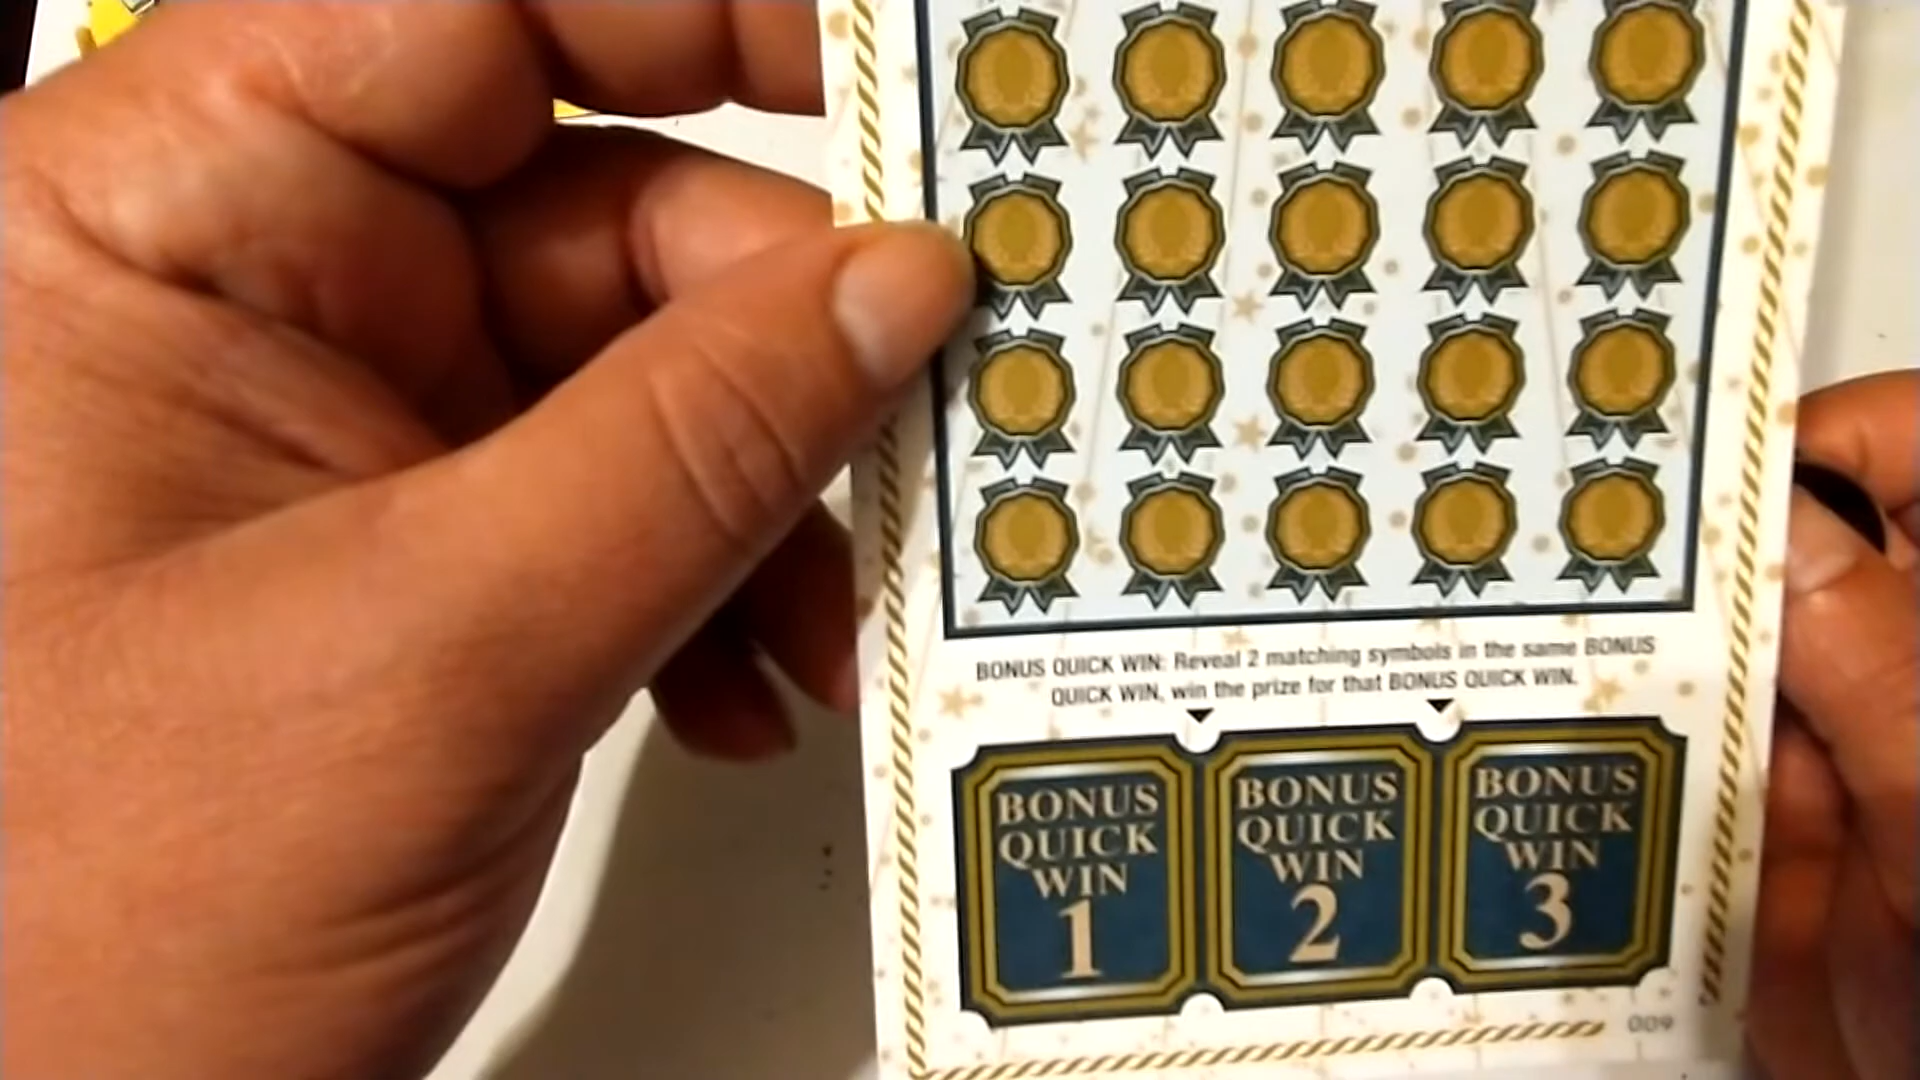 BONUS QUICK WIN: Reveal 2 matching symbols in the same BONUS
QUICK WIN, win the prize for that BONUS QUICK WIN.
BONUS
QUICK
WIN
1
BONUS
QUICK
WIN
2
BONUS
QUICK
WIN
3
009